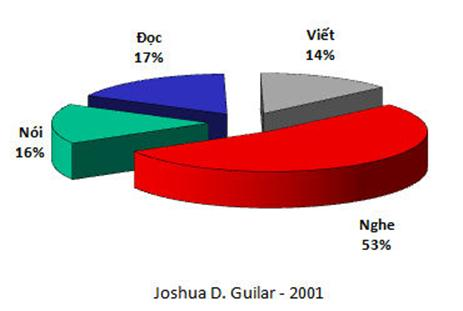 Đọc
17%
Viết
14%
Nói
16%
Nghe
53%
Joshua D. Guilar - 2001